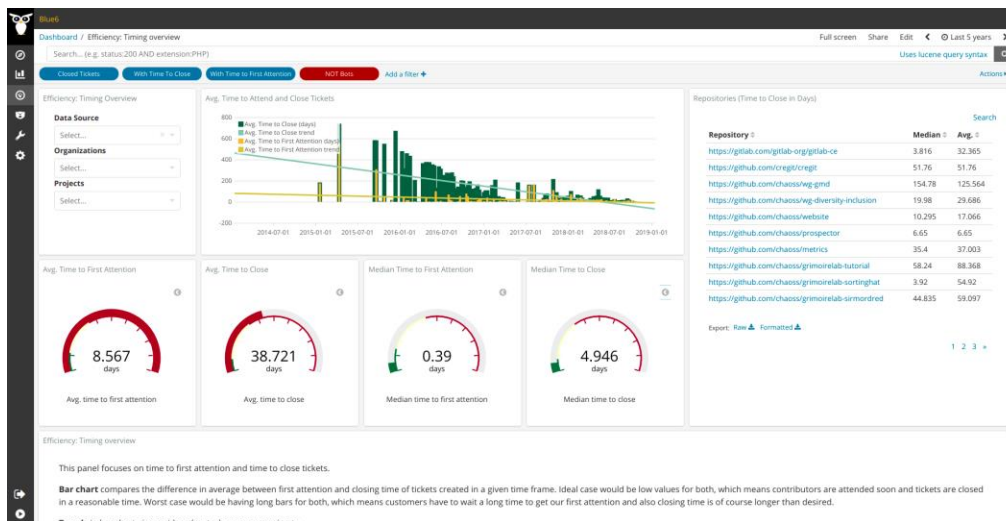 Blue6
Dashboard / Efficiency: Timing overview
Full screen Share Edit Last 5 years
Search... (e.g. status:200 AND extension:PHP)
Uses lucene query syntax
Closed Tickets
With Time To Close
With Time to First Attention
NOT Bots
Add a filter
Actions
Efficiency: Timing Overview
Data Source
Select...
Organizations
Select...
Projects
Select...
Avg. Time to Attend and Close Tickets
800
600
400
200
0
-200
Avg. Time to Close (days)
Avg. Time to Close trend
Avg. Time to First Attention days)
Avg. Time to First Attention trend
2014-07-01 2015-01-01 2015-07-01 2016-01-01 2016-07-01 2017-01-01 2017-07-01 2018-01-01 2018-07-01 2019-01-01
Repositories (Time to Close in Days)
Search
Repository Median Avg.
https://gitlab.com/gitlab-org/gitlab-ce 3.816 32.365
https://github.com/cregit/cregit 51.76 51.76
https://github.com/chaoss/wg-gmd 154.78 125.564
https://github.com/chaoss/wg-diversity-inclusion 19.98 29.686
https://github.com/chaoss/website 10.295 17.066
https://github.com/chaoss/prospector 6.65 6.65
https://github.com/chaoss/metrics 35.4 37.003
https://github.com/chaoss/grimoirelab-tutorial 58.24 88.368
https://github.com/chaoss/grimoirelab-sortinghat 3.92 54.92
https://github.com/chaoss/grimoirelab-sirmordred 44.835 59.097
Export: Raw Formatted
1 2 3 »
Avg. Time to First Attention
8.567
days
Avg. time to first attention
Avg. Time to Close
38.721
days
Avg. time to close
Median Time to First Attention
0.39
days
Median time to first attention
Median Time to Close
4.946
days
Median time to close
Efficiency: Timing overview
This panel focuses on time to first attention and time to close tickets.
Bar chart compares the difference in average between first attention and closing time of tickets created in a given time frame. Ideal case would be low values for both, which means contributors are attended soon and tickets are closed
in a reasonable time. Worst case would be having long bars for both, which means customers have to wait a long time to get our first attention and also closing time is of course longer than desired.